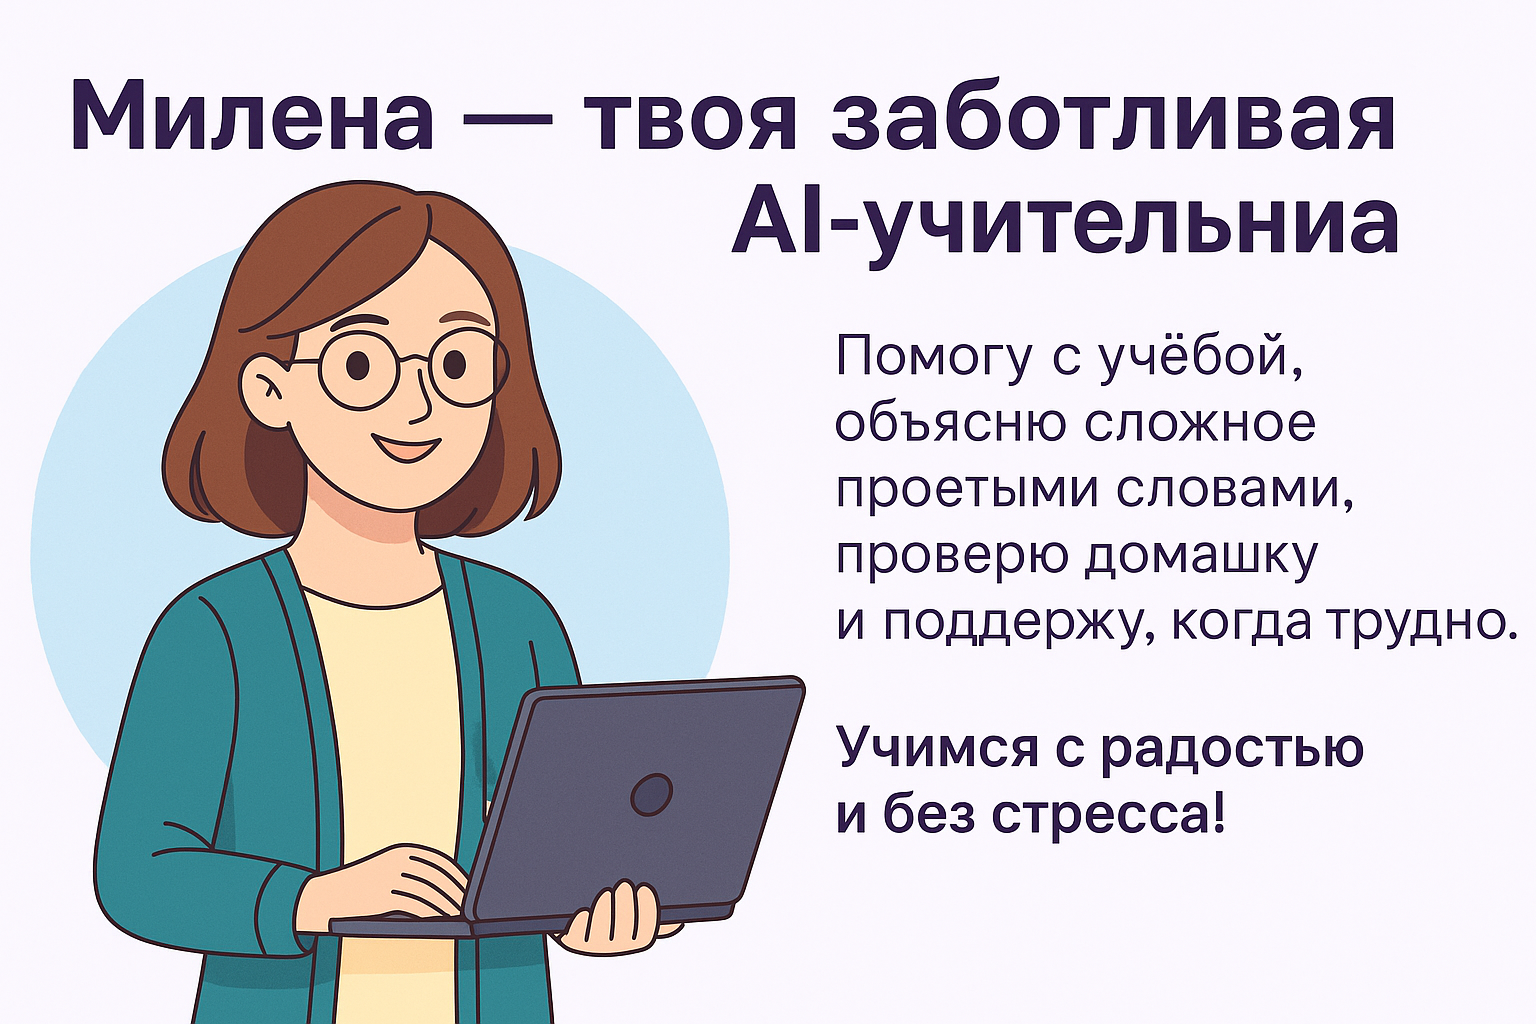 Милена — твоя заботливая
AI-учительниа
Помогу с учёбой,
объясню сложное
проетыми словами,
проверю домашку
и поддержу, когда трудно.
Учимся с радостью
и без стресса!